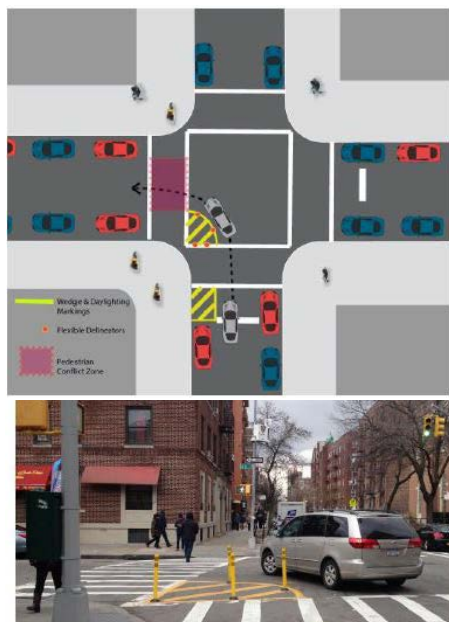 Wedge & Daylighting
Markings
Flexible Delineators
Pedestrian
Conflict Zone